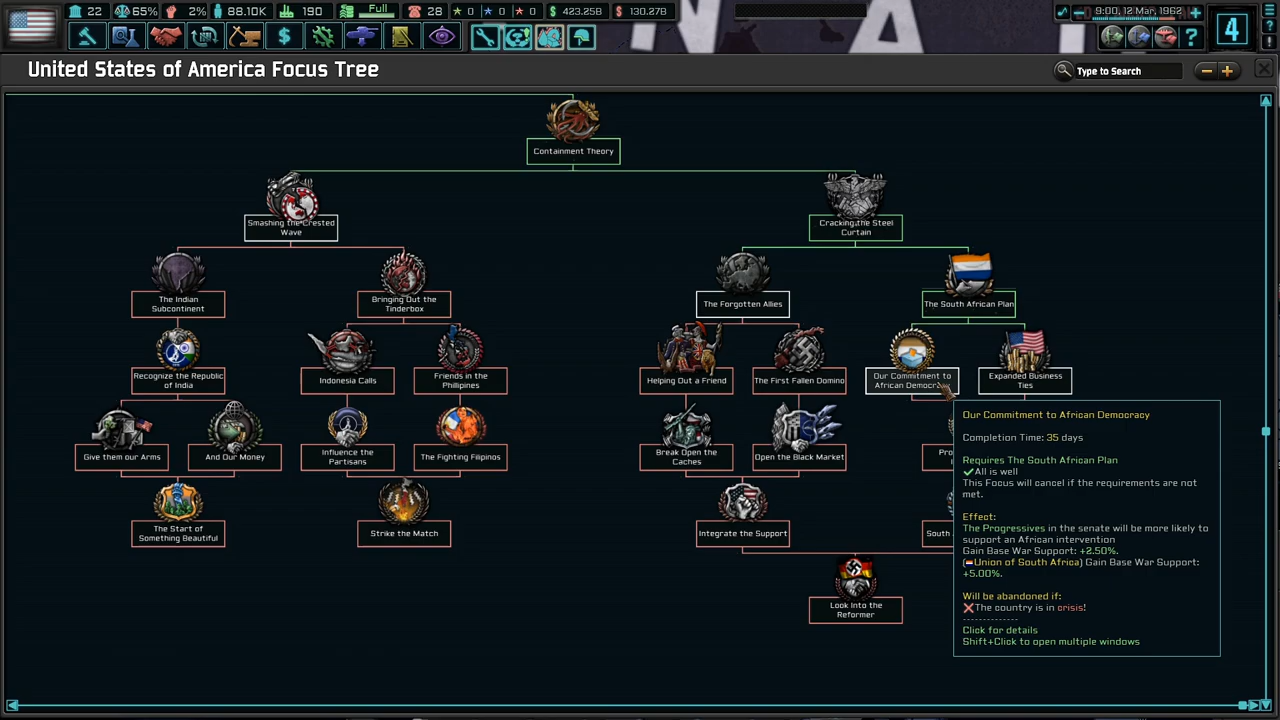 22 65% 2% 88.10K 190 Full 28 0 0 0 $ 423.25B $ 130.27B
9:00, 12 Mar, 1962
4
United States of America Focus Tree
Type to Search
Containment Theory
Smashing the Crested
Wave
Cracking the Steel
Curtain
The Indian
Subcontinent
Bringing Out the
Tinderbox
The Forgotten Allies
The South African Plan
Recognize the Republic
of India
Indonesia Calls
Friends in the
Phillipines
Helping Out a Friend
The First Fallen Domino
Our Commitment to
African Democracy
Expanded Business
Ties
Give them our Arms
And Our Money
Influence the
Partisans
The Fighting Filipinos
Break Open the
Caches
Open the Black Market
The Start of
Something Beautiful
Strike the Match
Integrate the Support
South
Look Into the
Reformer
Our Commitment to African Democracy
Completion Time: 35 days
Requires The South African Plan
All is well
This Focus will cancel if the requirements are not
met.
Effect:
The Progressives in the senate will be more likely to
support an African intervention
Gain Base War Support: +2.50%.
(Union of South Africa) Gain Base War Support:
+5.00%.
Will be abandoned if:
The country is in crisis!
--------------
Click for details
Shift+Click to open multiple windows